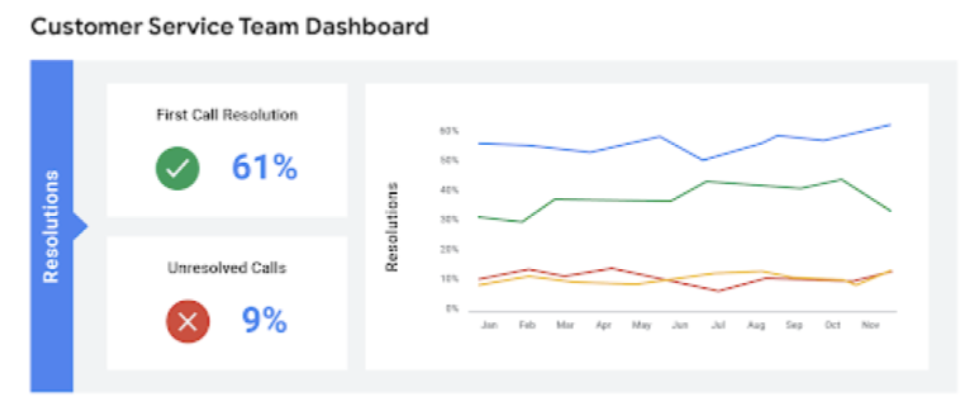 Customer Service Team Dashboard
Resolutions
First Call Resolution
61%
Unresolved Calls
9%
Resolutions
60%
50%
40%
30%
20%
10%
0%
Jan Feb Mar Apr May Jun Jul Aug Sep Oct Nov